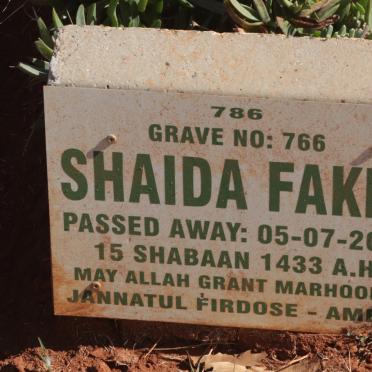 786
GRAVE NO: 766
SHAIDA FAK
PASSED AWAY: 05-07-20
15 SHABAAN 1433 A.H
MAY ALLAH GRANT MARHOO
JANNATUL FIRDOSE - AM